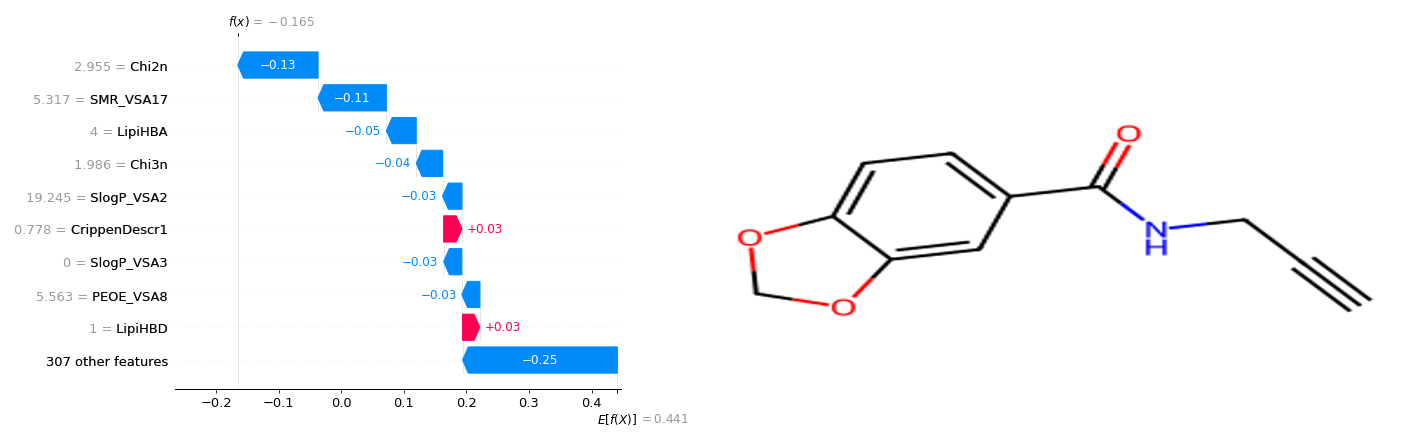 f(x) = −0.165
2.955 = Chi2n
−0.13
5.317 = SMR_VSA17
−0.11
4 = LipiHBA
−0.05
1.986 = Chi3n
−0.04
19.245 = SlogP_VSA2
−0.03
0.778 = CrippenDescr1
+0.03
0 = SlogP_VSA3
−0.03
5.563 = PEOE_VSA8
−0.03
1 = LipiHBD
+0.03
307 other features
−0.25
−0.2 −0.1 0.0 0.1 0.2 0.3 0.4
E[f(X)] = 0.441
O
O
O
N
H